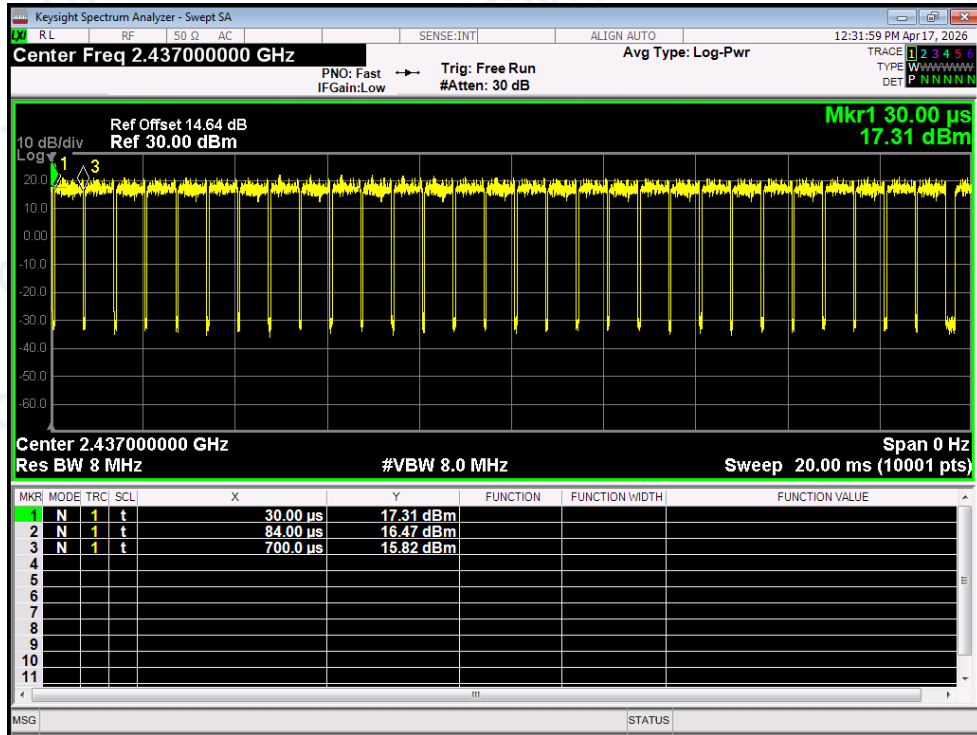 Keysight Spectrum Analyzer - Swept SA
LXI RL RF 50 Ω AC SENSE:INT ALIGN AUTO 12:31:59 PM Apr 17, 2026
Center Freq 2.437000000 GHz Avg Type: Log-Pwr TRACE 1 2 3 4 5 6
PNO: Fast Trig: Free Run TYPE WWWWWW
IFGain:Low #Atten: 30 dB DET P N N N N N
Mkr1 30.00 µs
Ref Offset 14.64 dB 17.31 dBm
10 dB/div Ref 30.00 dBm
Log
1 3
20.0
10.0
0.00
-10.0
-20.0
-30.0
-40.0
-50.0
-60.0
Center 2.437000000 GHz Span 0 Hz
Res BW 8 MHz #VBW 8.0 MHz Sweep 20.00 ms (10001 pts)
MKR MODE TRC SCL X Y FUNCTION FUNCTION WIDTH FUNCTION VALUE
1 N 1 t 30.00 µs 17.31 dBm
2 N 1 t 84.00 µs 16.47 dBm
3 N 1 t 700.0 µs 15.82 dBm
4
5
6
7
8
9
10
11
MSG STATUS